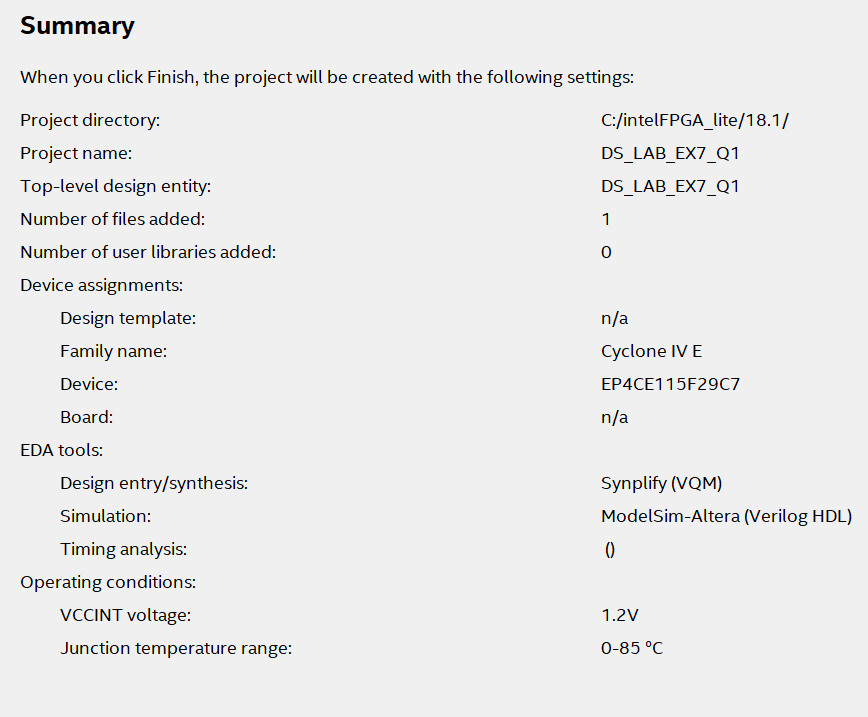 Summary
When you click Finish, the project will be created with the following settings:
Project directory: C:/intelFPGA_lite/18.1/
Project name: DS_LAB_EX7_Q1
Top-level design entity: DS_LAB_EX7_Q1
Number of files added: 1
Number of user libraries added: 0
Device assignments:
Design template: n/a
Family name: Cyclone IV E
Device: EP4CE115F29C7
Board: n/a
EDA tools:
Design entry/synthesis: Synplify (VQM)
Simulation: ModelSim-Altera (Verilog HDL)
Timing analysis: ()
Operating conditions:
VCCINT voltage: 1.2V
Junction temperature range: 0-85 ºC